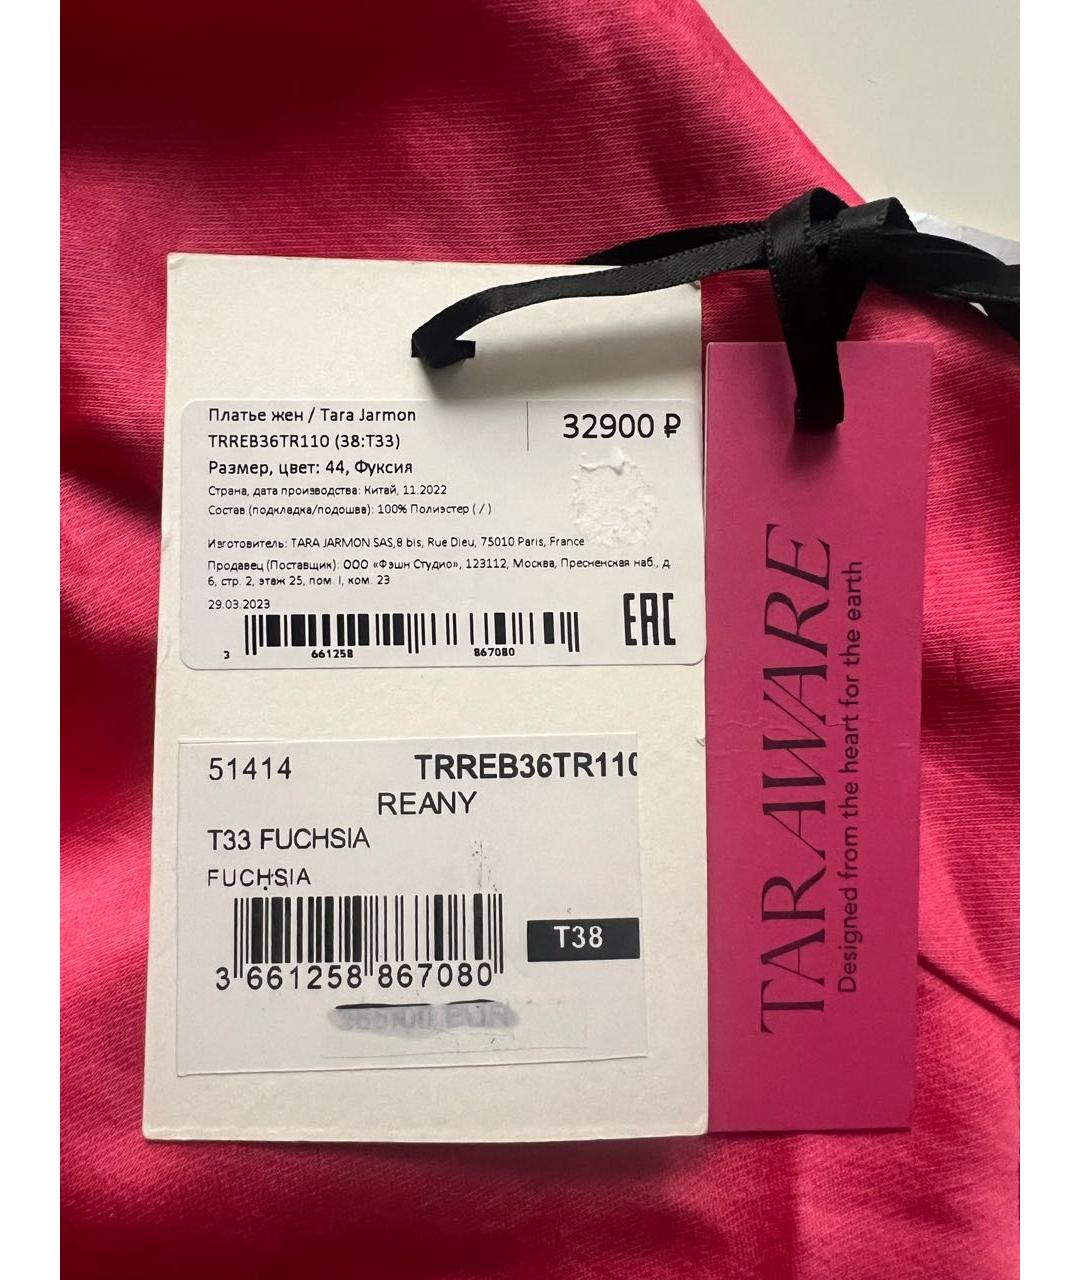 Платье жен / Tara Jarmon
32900 ₽
TRREB36TR110 (38:T33)
Размер, цвет: 44, Фуксия
Страна, дата производства: Китай, 11.2022
Состав (подкладка/подошва): 100% Полиэстер ( / )
Изготовитель: TARA JARMON SAS,8 bis, Rue Dieu, 75010 Paris, France
Продавец (Поставщик): ООО «Фэшн Студио», 123112, Москва, Пресненская наб., д.
6, стр. 2, этаж 25, пом. I, ком. 23
29.03.2023
EAC
3 661258 867080
51414 TRREB36TR110
REANY
T33 FUCHSIA
FUCHSIA
T38
3 661258 867080
TARAWARE
Designed from the heart for the earth